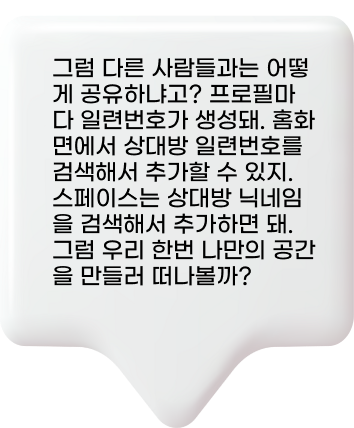 그럼 다른 사람들과는 어떻
게 공유하냐고? 프로필마
다 일련번호가 생성돼. 홈화
면에서 상대방 일련번호를
검색해서 추가할 수 있지.
스페이스는 상대방 닉네임
을 검색해서 추가하면 돼.
그럼 우리 한번 나만의 공간
을 만들러 떠나볼까?